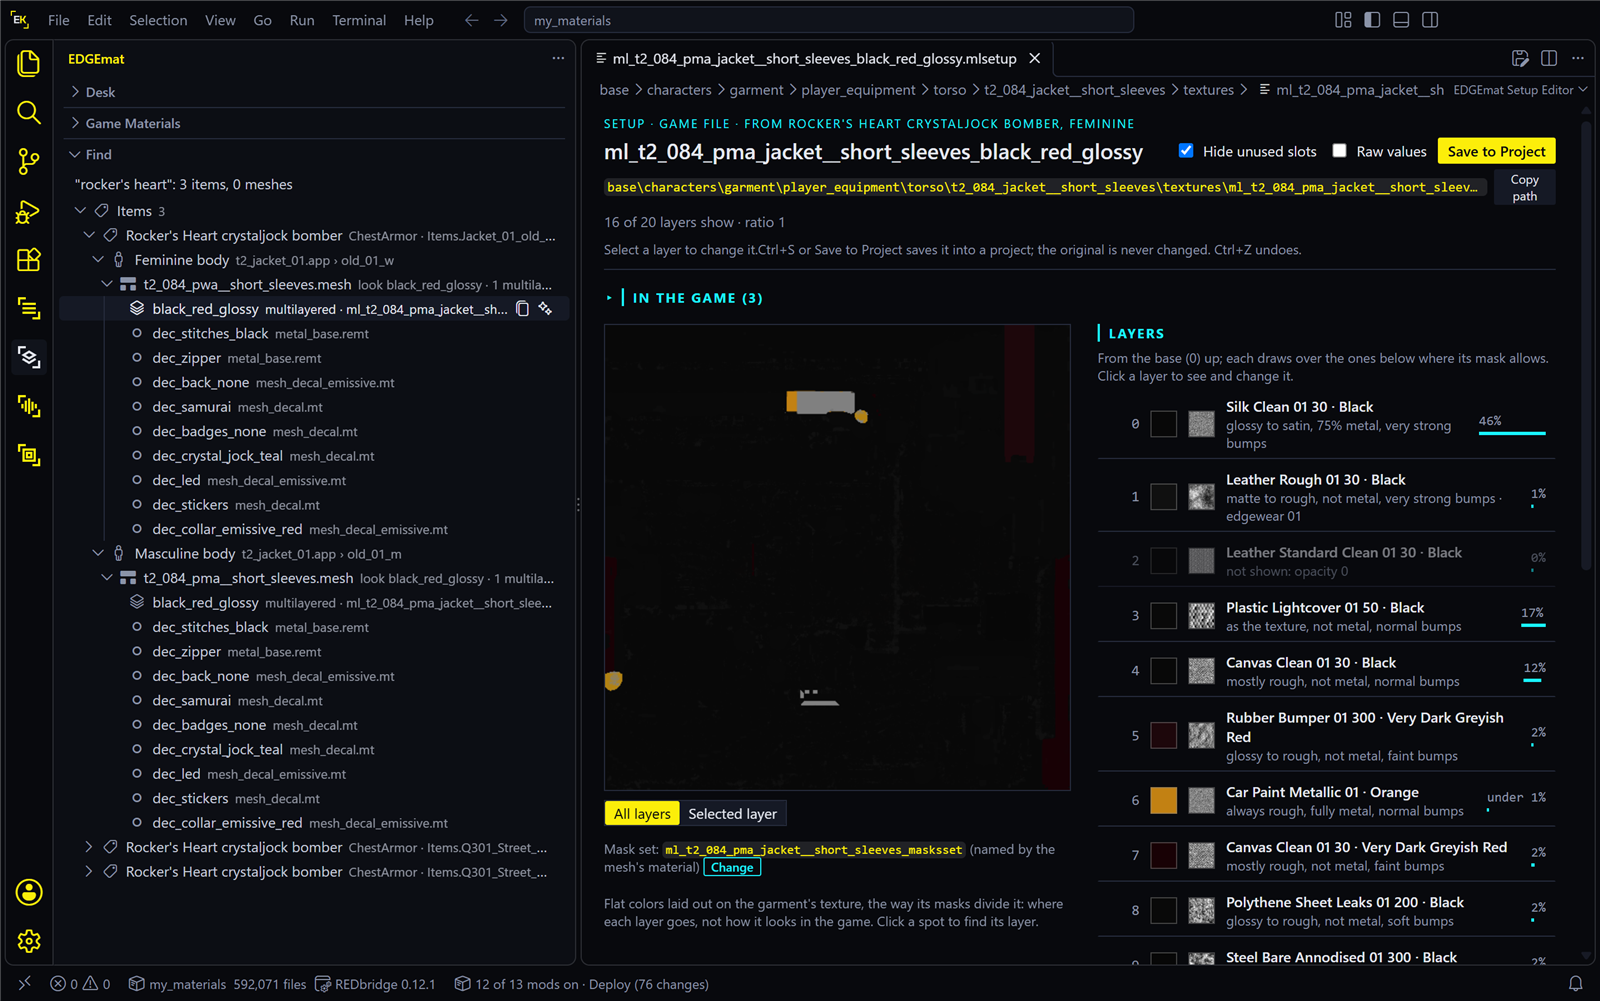 EK File Edit Selection View Go Run Terminal Help my_materials
EDGEmat
Desk
Game Materials
Find
"rocker's heart": 3 items, 0 meshes
Items 3
Rocker's Heart crystaljock bomber ChestArmor · Items.Jacket_01_old_...
Feminine body t2_jacket_01.app › old_01_w
t2_084_pwa__short_sleeves.mesh look black_red_glossy · 1 multila...
black_red_glossy multilayered · ml_t2_084_pma_jacket__sh...
dec_stitches_black metal_base.remt
dec_zipper metal_base.remt
dec_back_none mesh_decal_emissive.mt
dec_samurai mesh_decal.mt
dec_badges_none mesh_decal.mt
dec_crystal_jock_teal mesh_decal.mt
dec_led mesh_decal_emissive.mt
dec_stickers mesh_decal.mt
dec_collar_emissive_red mesh_decal_emissive.mt
Masculine body t2_jacket_01.app › old_01_m
t2_084_pma__short_sleeves.mesh look black_red_glossy · 1 multila...
black_red_glossy multilayered · ml_t2_084_pma_jacket__short_slee...
dec_stitches_black metal_base.remt
dec_zipper metal_base.remt
dec_back_none mesh_decal_emissive.mt
dec_samurai mesh_decal.mt
dec_badges_none mesh_decal.mt
dec_crystal_jock_teal mesh_decal.mt
dec_led mesh_decal_emissive.mt
dec_stickers mesh_decal.mt
dec_collar_emissive_red mesh_decal_emissive.mt
Rocker's Heart crystaljock bomber ChestArmor · Items.Q301_Street_...
Rocker's Heart crystaljock bomber ChestArmor · Items.Q301_Street_...
ml_t2_084_pma_jacket__short_sleeves_black_red_glossy.mlsetup
base characters garment player_equipment torso t2_084_jacket__short_sleeves textures ml_t2_084_pma_jacket__sh EDGEmat Setup Editor
SETUP · GAME FILE · FROM ROCKER'S HEART CRYSTALJOCK BOMBER, FEMININE
ml_t2_084_pma_jacket__short_sleeves_black_red_glossy
Hide unused slots Raw values Save to Project
base\characters\garment\player_equipment\torso\t2_084_jacket__short_sleeves\textures\ml_t2_084_pma_jacket__short_sleev…
Copy
path
16 of 20 layers show · ratio 1
Select a layer to change it.Ctrl+S or Save to Project saves it into a project; the original is never changed. Ctrl+Z undoes.
IN THE GAME (3)
All layers Selected layer
Mask set: ml_t2_084_pma_jacket__short_sleeves_masksset (named by the
mesh's material) Change
Flat colors laid out on the garment's texture, the way its masks divide it: where
each layer goes, not how it looks in the game. Click a spot to find its layer.
LAYERS
From the base (0) up; each draws over the ones below where its mask allows.
Click a layer to see and change it.
0 Silk Clean 01 30 · Black 46%
glossy to satin, 75% metal, very strong
bumps
1 Leather Rough 01 30 · Black 1%
matte to rough, not metal, very strong bumps ·
edgewear 01
2 Leather Standard Clean 01 30 · Black 0%
not shown: opacity 0
3 Plastic Lightcover 01 50 · Black 17%
as the texture, not metal, normal bumps
4 Canvas Clean 01 30 · Black 12%
mostly rough, not metal, normal bumps
5 Rubber Bumper 01 300 · Very Dark Greyish
Red 2%
glossy to rough, not metal, faint bumps
6 Car Paint Metallic 01 · Orange under 1%
always rough, fully metal, normal bumps
7 Canvas Clean 01 30 · Very Dark Greyish Red 2%
mostly rough, not metal, faint bumps
8 Polythene Sheet Leaks 01 200 · Black 2%
glossy to rough, not metal, soft bumps
9 Steel Bare Annodised 01 300 · Black 2%
0 0 my_materials 592,071 files REDbridge 0.12.1 12 of 13 mods on · Deploy (76 changes)